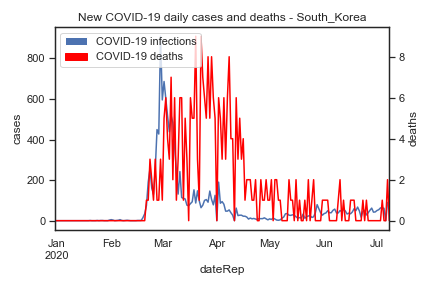 New COVID-19 daily cases and deaths - South_Korea
COVID-19 infections
COVID-19 deaths
800
600
400
200
0
cases
8
6
4
2
0
deaths
Jan Feb Mar Apr May Jun Jul
2020
dateRep